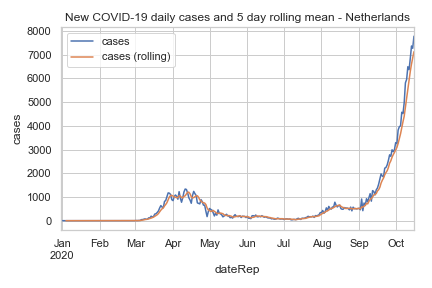 New COVID-19 daily cases and 5 day rolling mean - Netherlands
cases
cases (rolling)
8000
7000
6000
5000
4000
3000
2000
1000
0
cases
Jan Feb Mar Apr May Jun Jul Aug Sep Oct
2020
dateRep